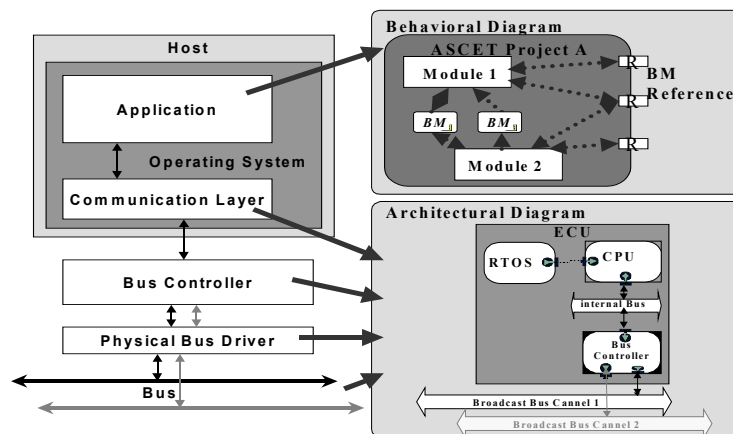 Host
Application
Operating System
Communication Layer
Bus Controller
Physical Bus Driver
Bus
Behavioral Diagram
ASCET Project A
Module 1
BM
BM
Module 2
R
R
R
BM
Reference
Architectural Diagram
ECU
RTOS
CPU
internal Bus
Bus
Controller
Broadcast Bus Cannel 1
Broadcast Bus Cannel 2